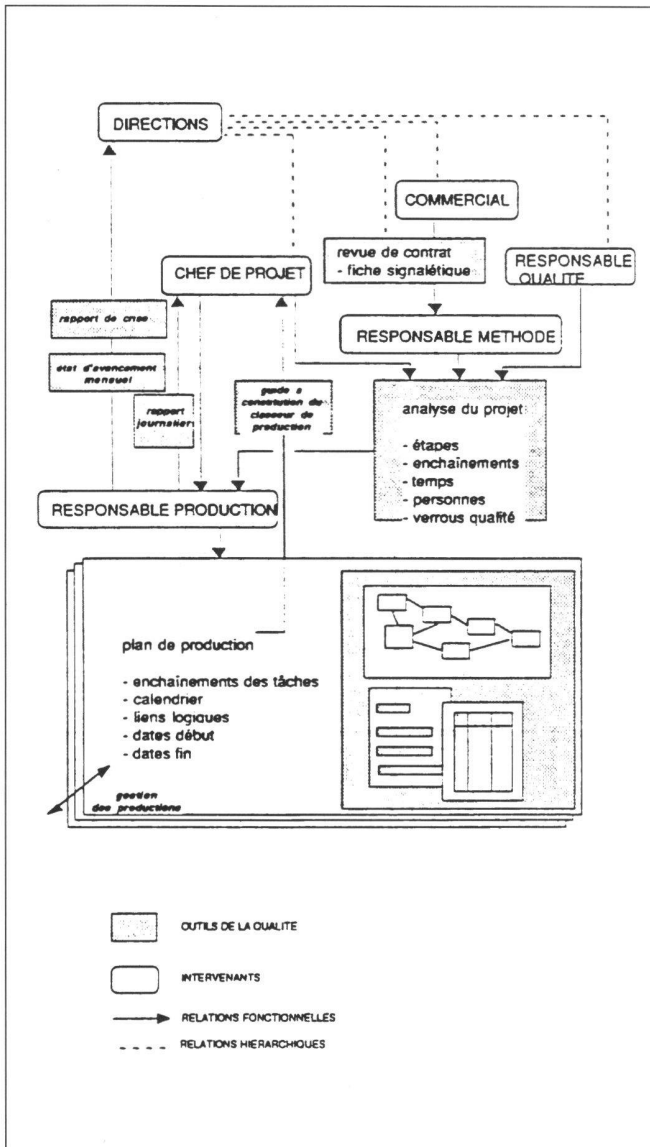 DIRECTIONS
COMMERCIAL
revue de contrat
- fiche signalétique
RESPONSABLE
QUALITE
CHEF DE PROJET
rapport de crise
RESPONSABLE METHODE
état d'avancement
mensuel
rapport
journalier
guide à
constitution du
classeur de
production
analyse du projet
- étapes
- enchaînements
- temps
- personnes
- verrous qualité
RESPONSABLE PRODUCTION
plan de production
- enchaînements des tâches
- calendrier
- liens logiques
- dates début
- dates fin
gestion
des productions
OUTILS DE LA QUALITE
INTERVENANTS
RELATIONS FONCTIONNELLES
RELATIONS HIERARCHIQUES